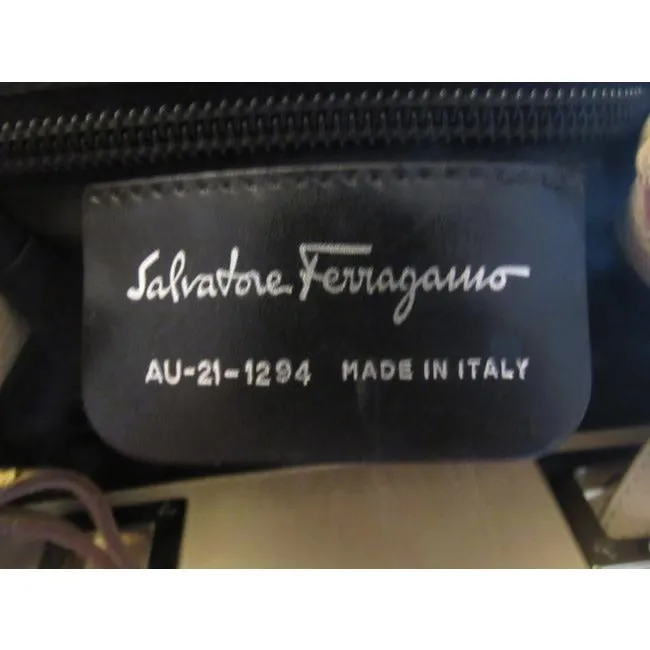 Salvatore Ferragamo
AU-21-1294 MADE IN ITALY